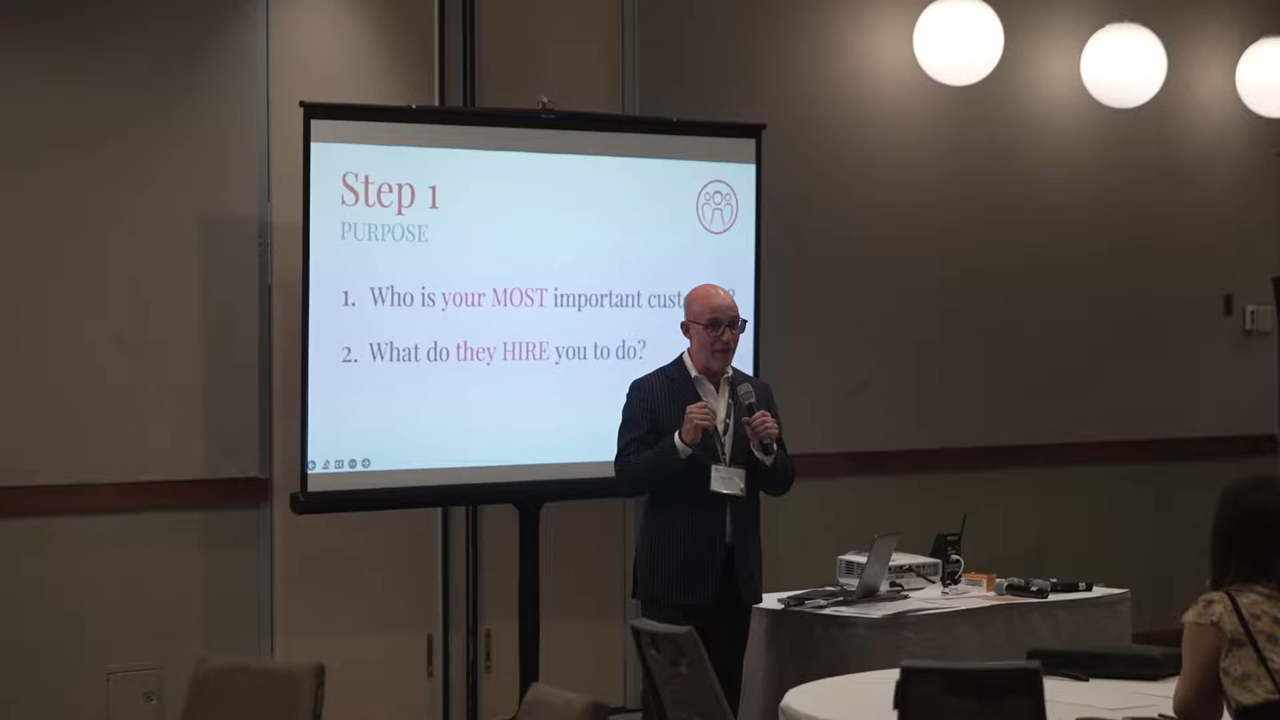 Step 1
PURPOSE
1. Who is your MOST important cust ?
2. What do they HIRE you to do?